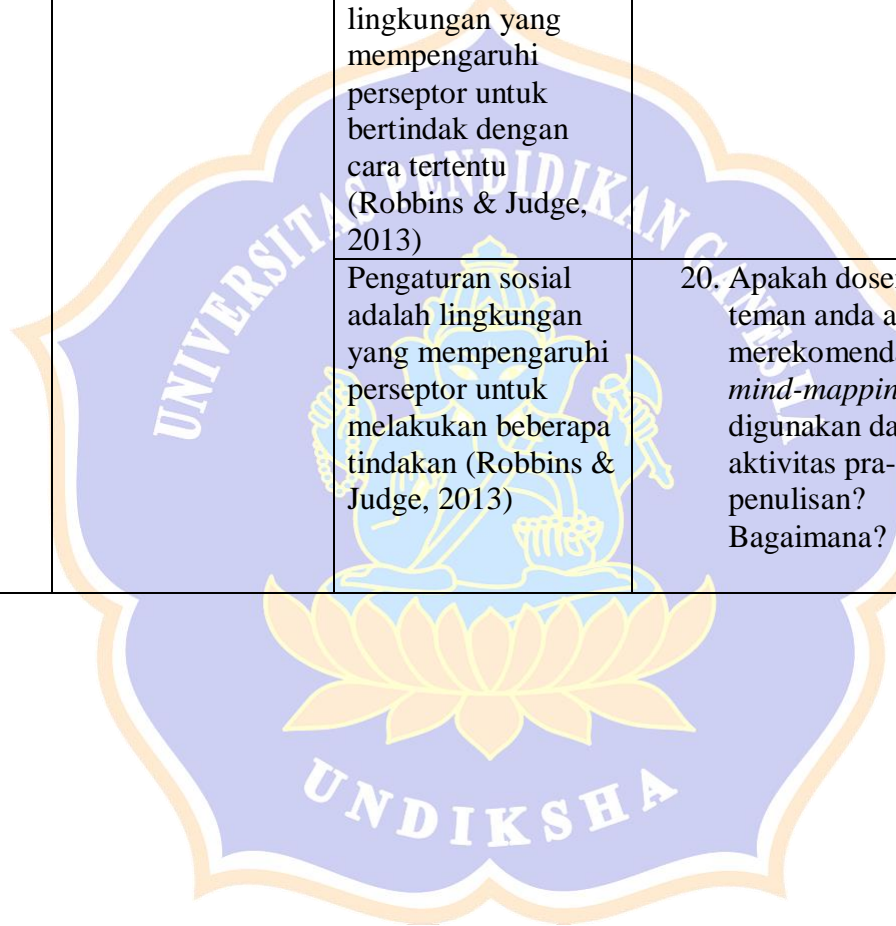 lingkungan yang
mempengaruhi
perseptor untuk
bertindak dengan
cara tertentu
(Robbins & Judge,
2013)
Pengaturan sosial
adalah lingkungan
yang mempengaruhi
perseptor untuk
melakukan beberapa
tindakan (Robbins &
Judge, 2013)
20. Apakah dose
teman anda a
merekomend
mind-mappin
digunakan da
aktivitas pra-
penulisan?
Bagaimana?
UNIVERSITAS PENDIDIKAN GANESHA
UNDIKSHA